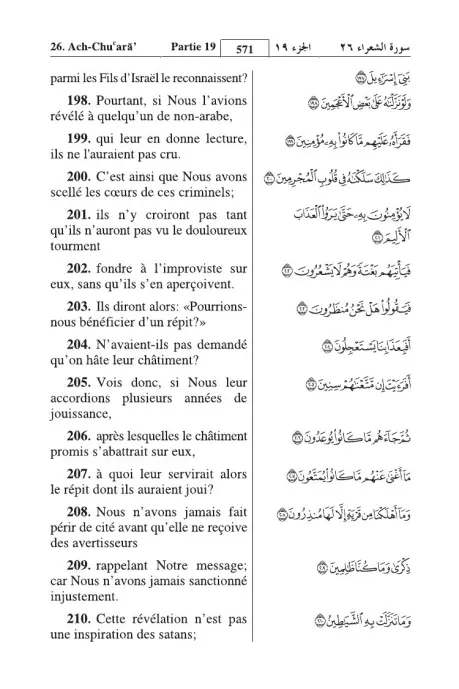 26. Ach-Chuʿarā’ Partie 19 571 الجزء ١٩ سورة الشعراء ٢٦
parmi les Fils d’Israël le reconnaissent?
198. Pourtant, si Nous l’avions
révélé à quelqu’un de non-arabe,
199. qui leur en donne lecture,
ils ne l'auraient pas cru.
200. C’est ainsi que Nous avons
scellé les cœurs de ces criminels;
201. ils n’y croiront pas tant
qu’ils n’auront pas vu le douloureux
tourment
202. fondre à l’improviste sur
eux, sans qu’ils s’en aperçoivent.
203. Ils diront alors: «Pourrions-
nous bénéficier d’un répit?»
204. N’avaient-ils pas demandé
qu’on hâte leur châtiment?
205. Vois donc, si Nous leur
accordions plusieurs années de
jouissance,
206. après lesquelles le châtiment
promis s’abattrait sur eux,
207. à quoi leur servirait alors
le répit dont ils auraient joui?
208. Nous n’avons jamais fait
périr de cité avant qu’elle ne reçoive
des avertisseurs
209. rappelant Notre message;
car Nous n’avons jamais sanctionné
injustement.
210. Cette révélation n’est pas
une inspiration des satans;
بَنِىٓ إِسْرَٰٓءِيلَ ﴿١٩٧﴾
وَلَوْ نَزَّلْنَٰهُ عَلَىٰ بَعْضِ ٱلْأَعْجَمِينَ ﴿١٩٨﴾
فَقَرَأَهُۥ عَلَيْهِم مَّا كَانُوا۟ بِهِۦ مُؤْمِنِينَ ﴿١٩٩﴾
كَذَٰلِكَ سَلَكْنَٰهُ فِى قُلُوبِ ٱلْمُجْرِمِينَ ﴿٢٠٠﴾
لَا يُؤْمِنُونَ بِهِۦ حَتَّىٰ يَرَوُا۟ ٱلْعَذَابَ
ٱلْأَلِيمَ ﴿٢٠١﴾
فَيَأْتِيَهُم بَغْتَةً وَهُمْ لَا يَشْعُرُونَ ﴿٢٠٢﴾
فَيَقُولُوا۟ هَلْ نَحْنُ مُنظَرُونَ ﴿٢٠٣﴾
أَفَبِعَذَابِنَا يَسْتَعْجِلُونَ ﴿٢٠٤﴾
أَفَرَءَيْتَ إِن مَّتَّعْنَٰهُمْ سِنِينَ ﴿٢٠٥﴾
ثُمَّ جَآءَهُم مَّا كَانُوا۟ يُوعَدُونَ ﴿٢٠٦﴾
مَآ أَغْنَىٰ عَنْهُم مَّا كَانُوا۟ يُمَتَّعُونَ ﴿٢٠٧﴾
وَمَآ أَهْلَكْنَا مِن قَرْيَةٍ إِلَّا لَهَا مُنذِرُونَ ﴿٢٠٨﴾
ذِكْرَىٰ وَمَا كُنَّا ظَٰلِمِينَ ﴿٢٠٩﴾
وَمَا تَنَزَّلَتْ بِهِ ٱلشَّيَٰطِينُ ﴿٢١٠﴾